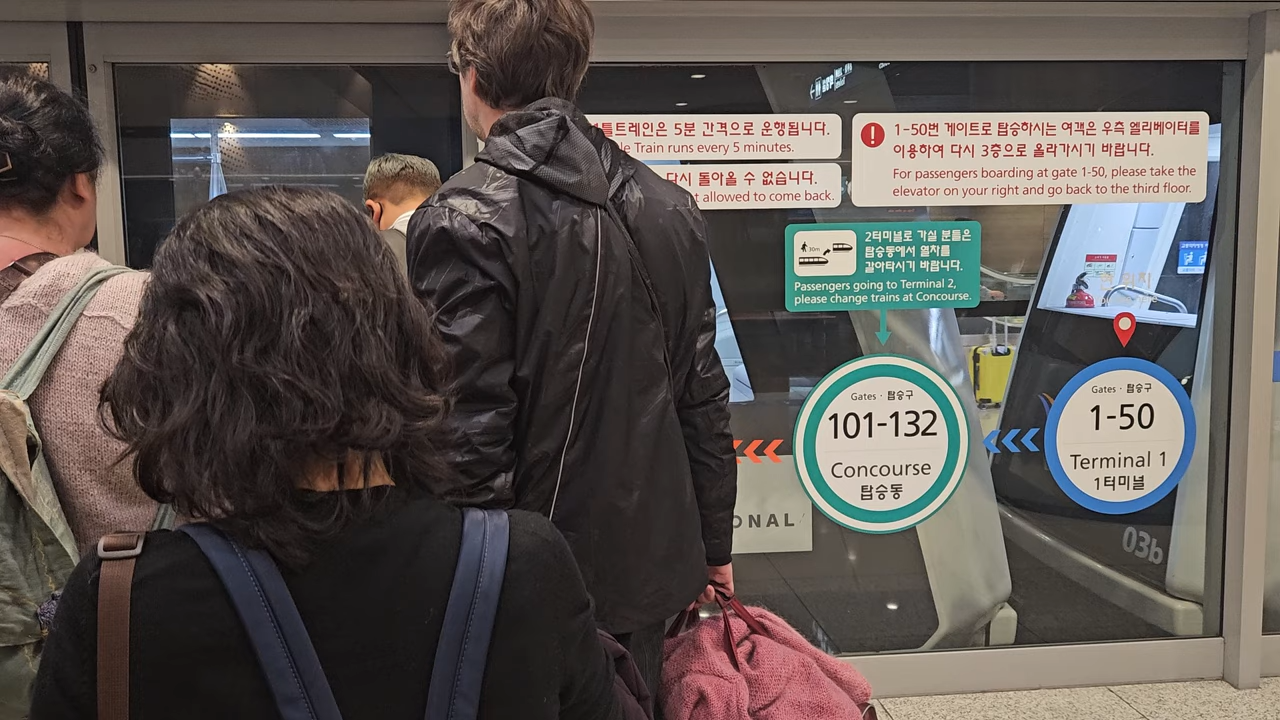 틀트레인은 5분 간격으로 운행됩니다.
le Train runs every 5 minutes.
다시 돌아올 수 없습니다.
t allowed to come back.
1-50번 게이트로 탑승하시는 여객은 우측 엘리베이터를
이용하여 다시 3층으로 올라가시기 바랍니다.
For passengers boarding at gate 1-50, please take the
elevator on your right and go back to the third floor.
30m
2터미널로 가실 분들은
탑승동에서 열차를
갈아타시기 바랍니다.
Passengers going to Terminal 2,
please change trains at Concourse.
Gates · 탑승구
101-132
Concourse
탑승동
Gates · 탑승구
1-50
Terminal 1
1터미널
ONAL
03b